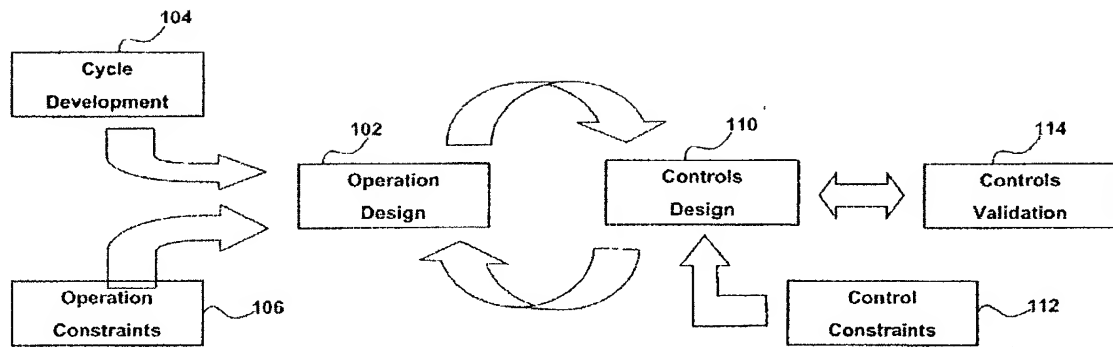 104
Cycle
Development
102
Operation
Design
110
Controls
Design
114
Controls
Validation
Operation
Constraints
106
Control
Constraints
112